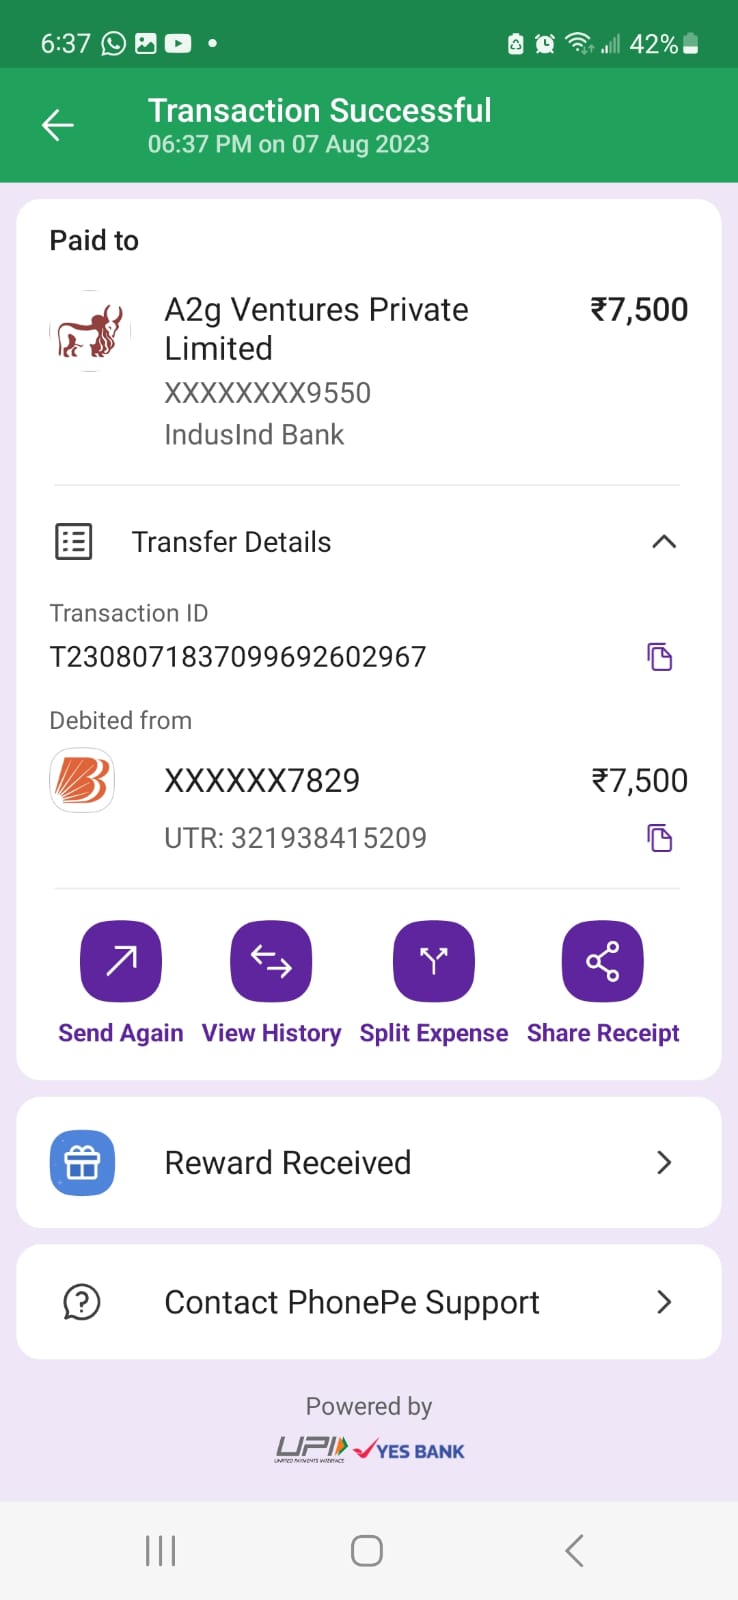 6:37 42%
Transaction Successful
06:37 PM on 07 Aug 2023
Paid to
A2g Ventures Private ₹7,500
Limited
XXXXXXXX9550
IndusInd Bank
Transfer Details
Transaction ID
T2308071837099692602967
Debited from
XXXXXX7829 ₹7,500
UTR: 321938415209
Send Again View History Split Expense Share Receipt
Reward Received
Contact PhonePe Support
Powered by
UPI YES BANK
UNIFIED PAYMENTS INTERFACE